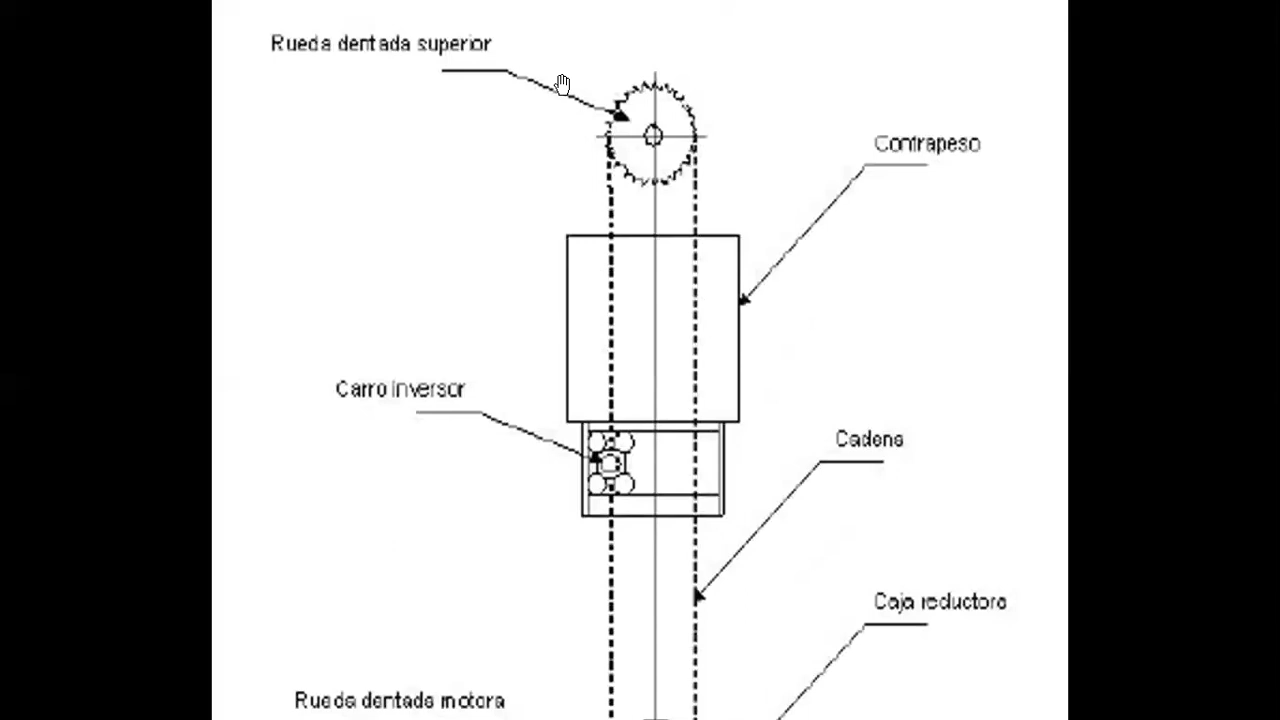 Rueda dentada superior
Contrapeso
Carro inversor
Cadena
Caja reductora
Rueda dentada motora